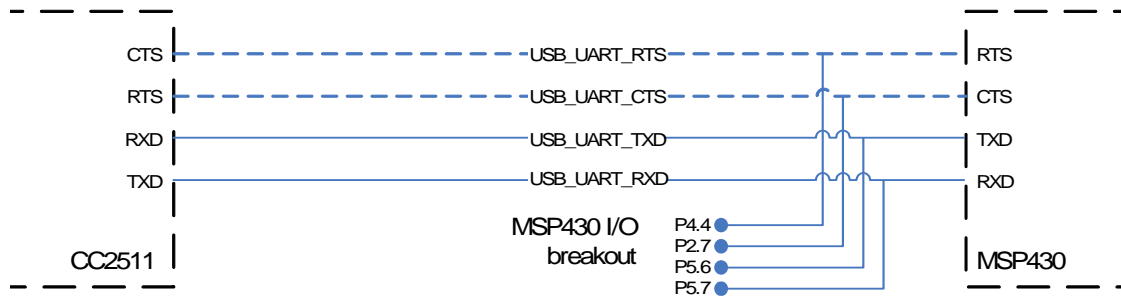 CTS USB_UART_RTS RTS
RTS USB_UART_CTS CTS
RXD USB_UART_TXD TXD
TXD USB_UART_RXD RXD
MSP430 I/O
breakout
P4.4
P2.7
P5.6
P5.7
CC2511
MSP430